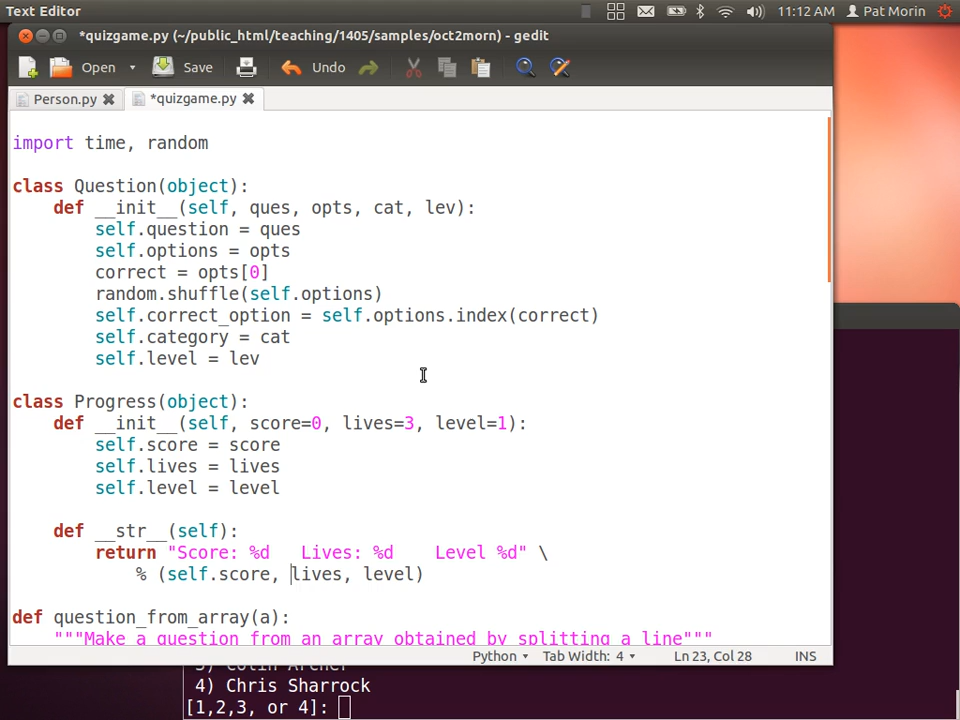 Text Editor 11:12 AM Pat Morin
*quizgame.py (~/public_html/teaching/1405/samples/oct2morn) - gedit
Open Save Undo
Person.py *quizgame.py
import time, random
class Question(object):
    def __init__(self, ques, opts, cat, lev):
        self.question = ques
        self.options = opts
        correct = opts[0]
        random.shuffle(self.options)
        self.correct_option = self.options.index(correct)
        self.category = cat
        self.level = lev
class Progress(object):
    def __init__(self, score=0, lives=3, level=1):
        self.score = score
        self.lives = lives
        self.level = level
    def __str__(self):
        return "Score: %d   Lives: %d    Level %d" \
            % (self.score, lives, level)
def question_from_array(a):
    """Make a question from an array obtained by splitting a line"""
Python Tab Width: 4 Ln 23, Col 28 INS
3) Colin Archer
4) Chris Sharrock
[1,2,3, or 4]: